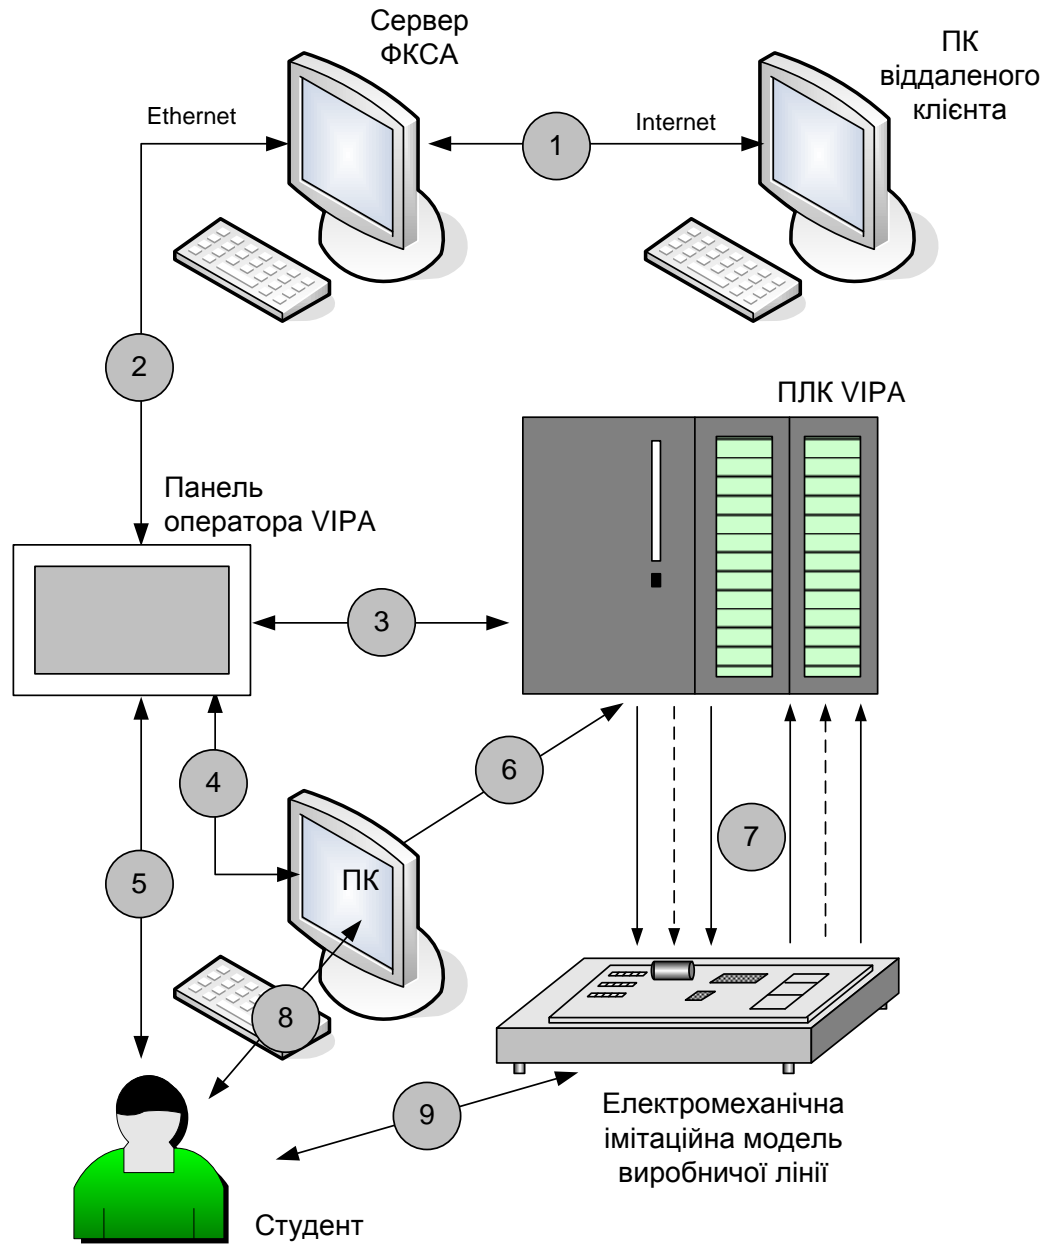 Сервер
ФКСА
ПК
віддаленого
клієнта
Ethernet
1
Internet
2
ПЛК VIPA
Панель
оператора VIPA
3
4
6
7
5
ПК
8
9
Електромеханічна
імітаційна модель
виробничої лінії
Студент